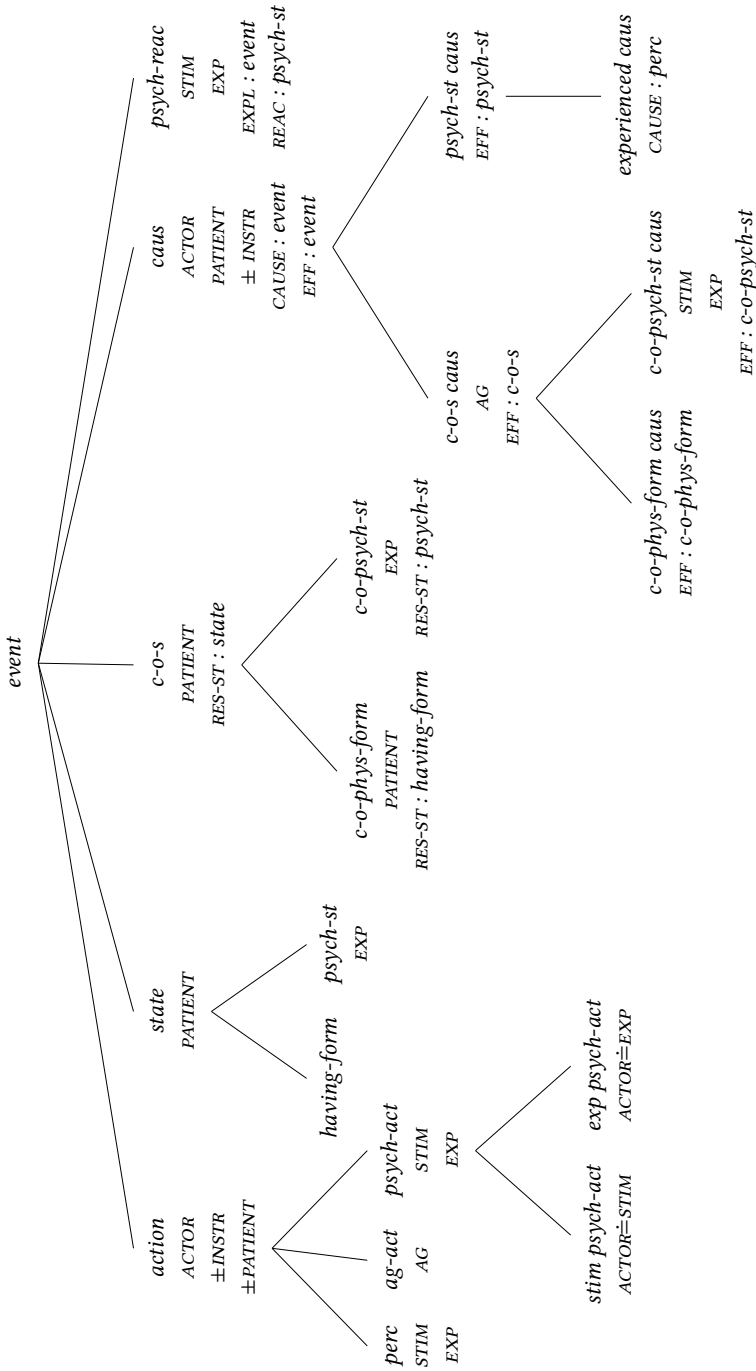 event
action
ACTOR
±INSTR
±PATIENT
state
PATIENT
c-o-s
PATIENT
RES-ST : state
caus
ACTOR
PATIENT
± INSTR
CAUSE : event
EFF : event
psych-reac
STIM
EXP
EXPL : event
REAC : psych-st
perc
STIM
EXP
ag-act
AG
psych-act
STIM
EXP
having-form
psych-st
EXP
c-o-phys-form
PATIENT
RES-ST : having-form
c-o-psych-st
EXP
RES-ST : psych-st
c-o-s caus
AG
EFF : c-o-s
psych-st caus
EFF : psych-st
stim psych-act
ACTOR≐STIM
exp psych-act
ACTOR≐EXP
c-o-phys-form caus
EFF : c-o-phys-form
c-o-psych-st caus
STIM
EXP
EFF : c-o-psych-st
experienced caus
CAUSE : perc